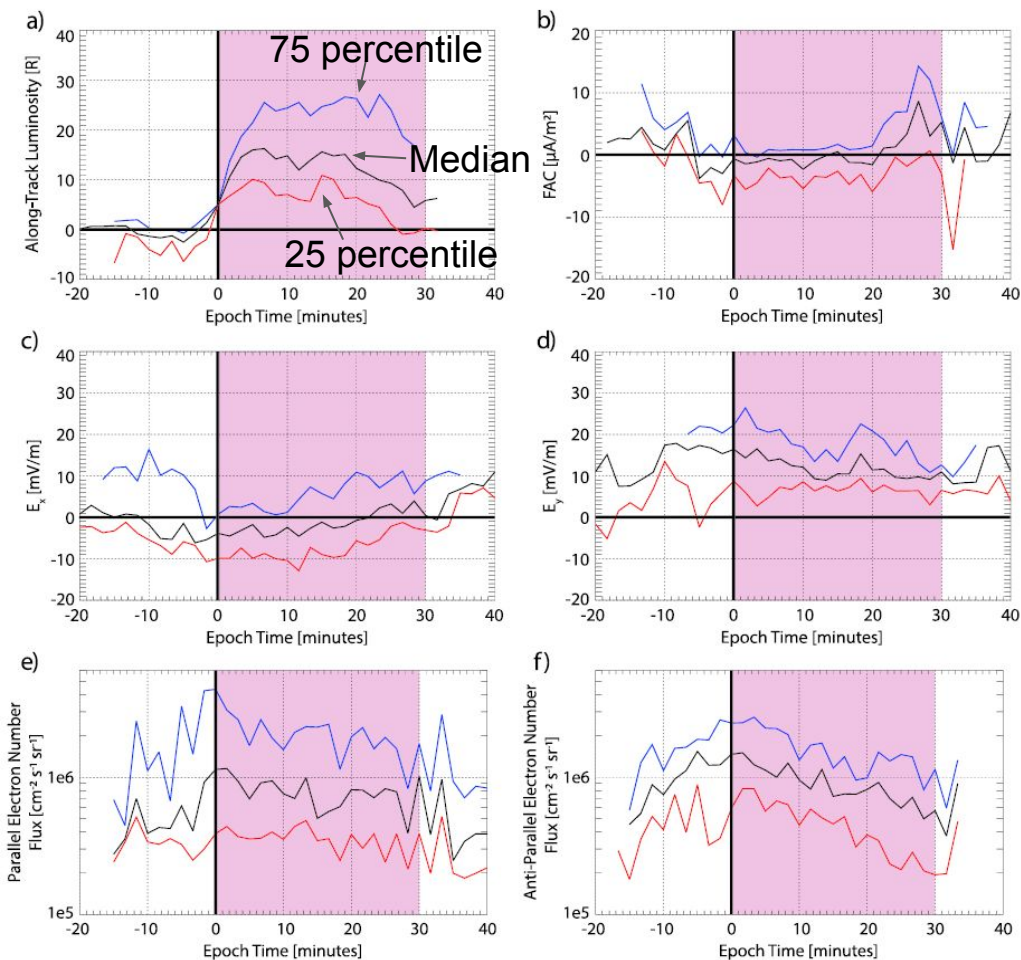 a)
Along-Track Luminosity [R]
40
30
20
10
0
-10
-20 -10 0 10 20 30 40
Epoch Time [minutes]
75 percentile
Median
25 percentile
b)
FAC [μA/m²]
20
10
0
-10
-20
-20 -10 0 10 20 30 40
Epoch Time [minutes]
c)
Ex [mV/m]
40
30
20
10
0
-10
-20
-20 -10 0 10 20 30 40
Epoch Time [minutes]
d)
Ey [mV/m]
40
30
20
10
0
-10
-20
-20 -10 0 10 20 30 40
Epoch Time [minutes]
e)
Parallel Electron Number
Flux [cm⁻² s⁻¹ sr⁻¹]
1e6
1e5
-20 -10 0 10 20 30 40
Epoch Time [minutes]
f)
Anti-Parallel Electron Number
Flux [cm⁻² s⁻¹ sr⁻¹]
1e6
1e5
-20 -10 0 10 20 30 40
Epoch Time [minutes]